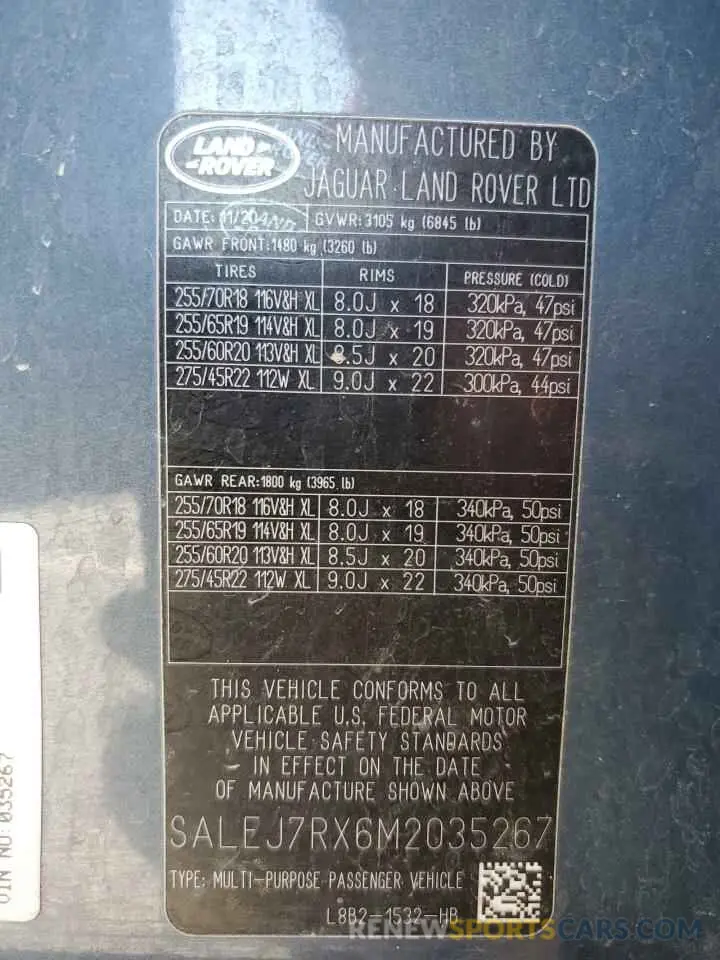 LAND ROVER
MANUFACTURED BY
JAGUAR LAND ROVER LTD
DATE: 11/20 GVWR:3105 kg (6845 lb)
GAWR FRONT:1480 kg (3260 lb)
TIRES RIMS PRESSURE (COLD)
255/70R18 116V&H XL 8.0J x 18 320kPa, 47psi
255/65R19 114V&H XL 8.0J x 19 320kPa, 47psi
255/60R20 113V&H XL 8.5J x 20 320kPa, 47psi
275/45R22 112W XL 9.0J x 22 300kPa, 44psi
GAWR REAR:1800 kg (3965 lb)
255/70R18 116V&H XL 8.0J x 18 340kPa, 50psi
255/65R19 114V&H XL 8.0J x 19 340kPa, 50psi
255/60R20 113V&H XL 8.5J x 20 340kPa, 50psi
275/45R22 112W XL 9.0J x 22 340kPa, 50psi
THIS VEHICLE CONFORMS TO ALL
APPLICABLE U.S. FEDERAL MOTOR
VEHICLE SAFETY STANDARDS
IN EFFECT ON THE DATE
OF MANUFACTURE SHOWN ABOVE
SALEJ7RX6M2035267
TYPE: MULTI-PURPOSE PASSENGER VEHICLE
L8B2-1532-HB
VIN NO:035267
RENEWSPORTSCARS.COM